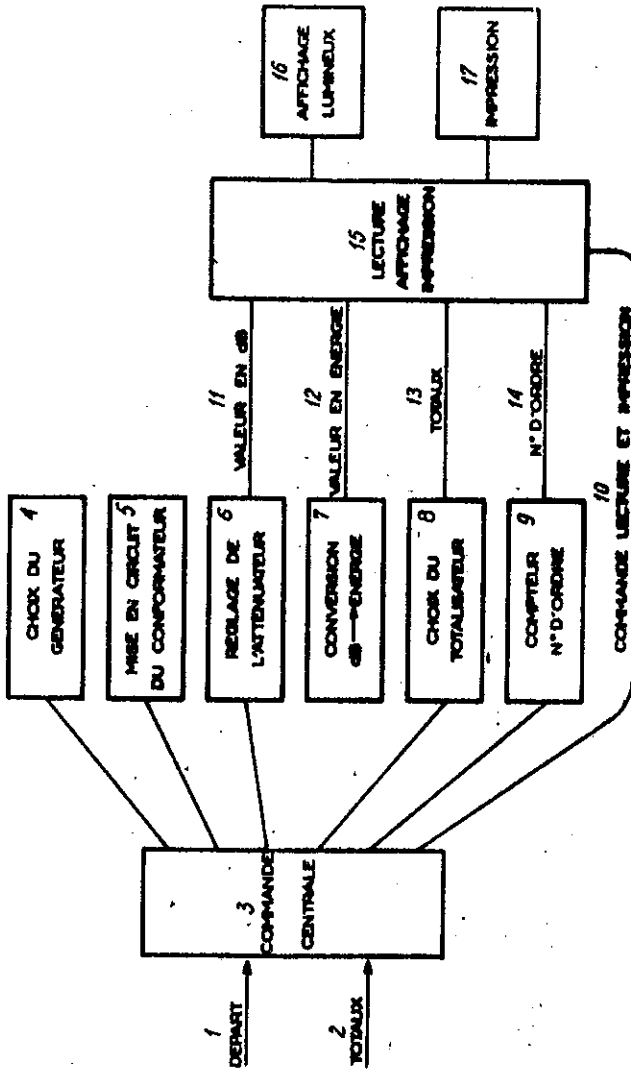 1
DEPART
2
TOTAUX
3
COMMANDE
CENTRALE
4
CHOIX DU
GENERATEUR
5
MISE EN CIRCUIT
DU CONFORMATEUR
6
REGLAGE DE
L'ATTENUATEUR
7
CONVERSION
dB→ENERGIE
8
CHOIX DU
TOTALISATEUR
9
COMPTEUR
N° D'ORDRE
10
COMMANDE LECTURE ET IMPRESSION
11
VALEUR EN dB
12
VALEUR EN ENERGIE
13
TOTAUX
14
N° D'ORDRE
15
LECTURE
AFFICHAGE
IMPRESSION
16
AFFICHAGE
LUMINEUX
17
IMPRESSION